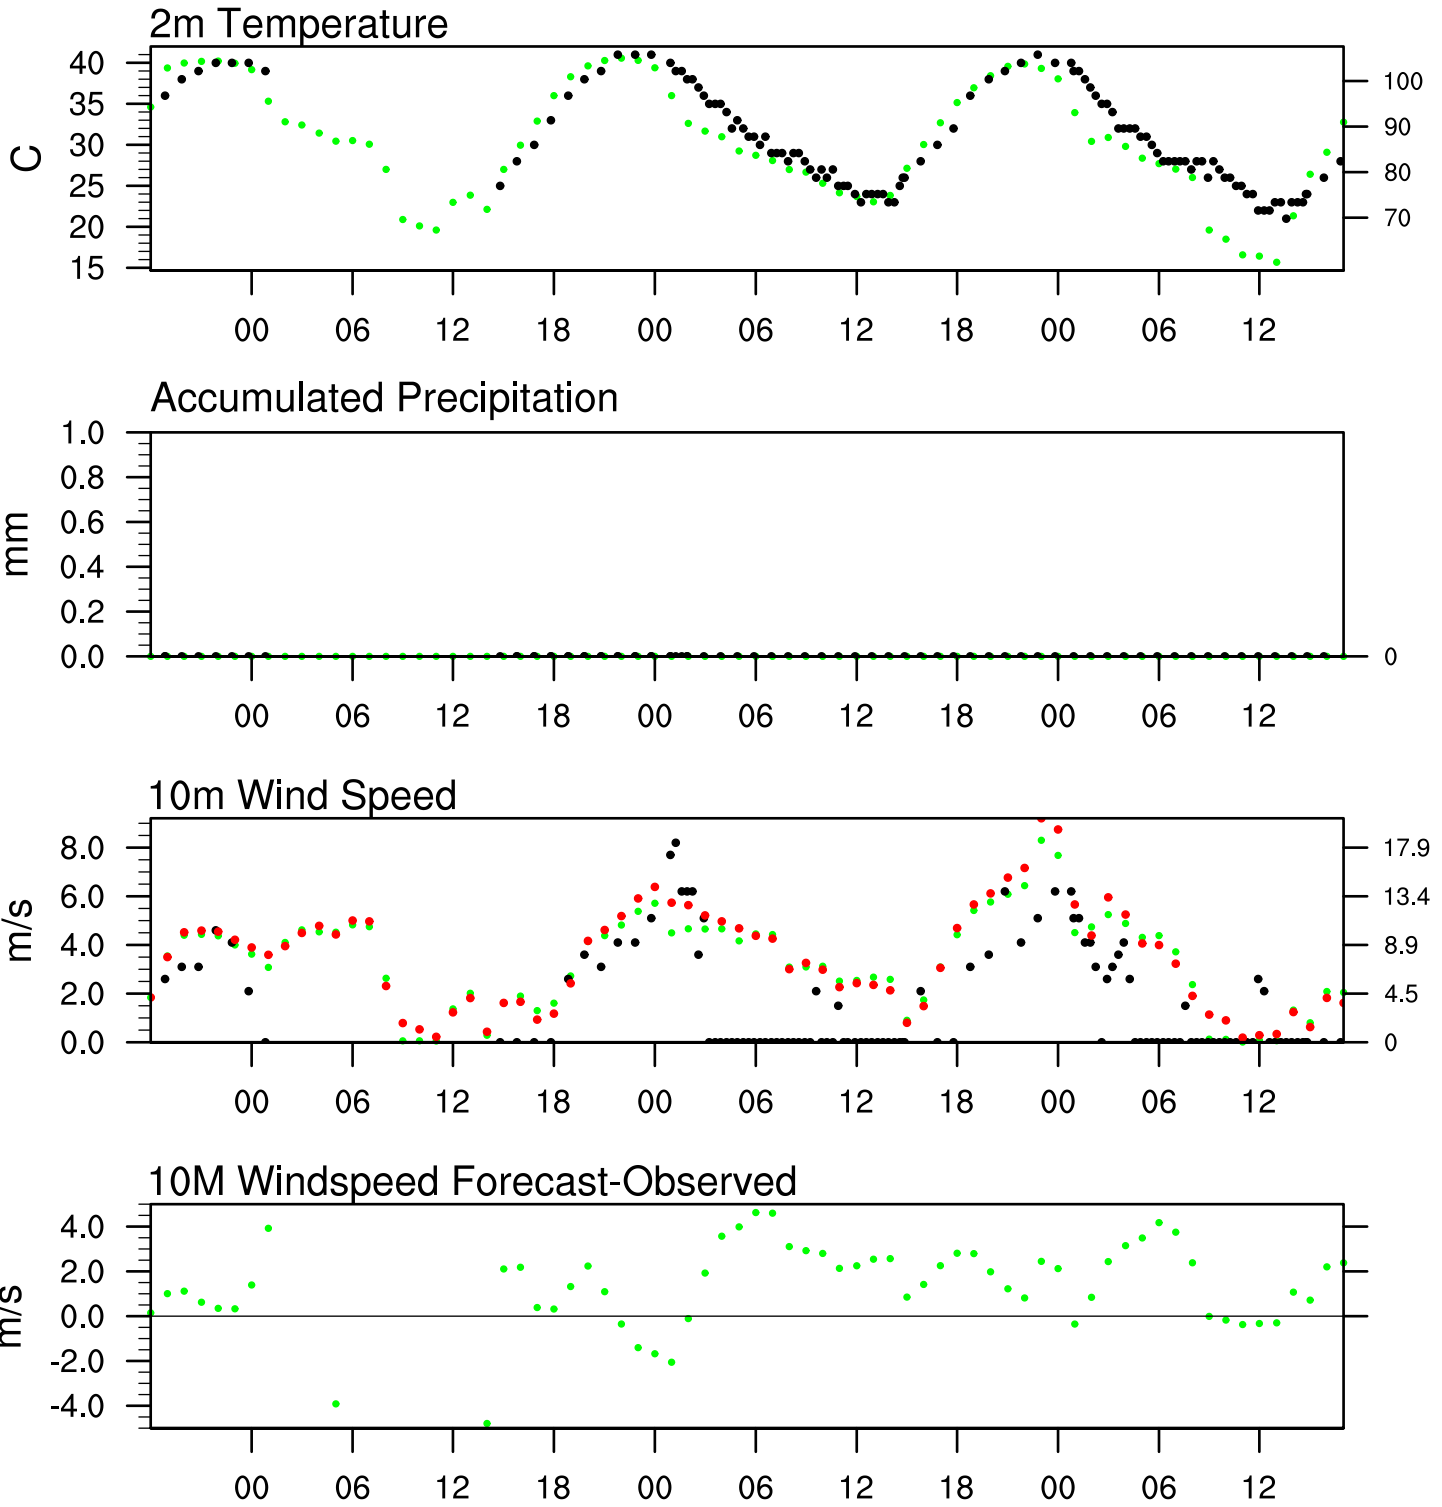 2m Temperature
40
35
30
25
20
15
C
100
90
80
70
00 06 12 18 00 06 12 18 00 06 12
Accumulated Precipitation
1.0
0.8
0.6
0.4
0.2
0.0
mm
0
00 06 12 18 00 06 12 18 00 06 12
10m Wind Speed
8.0
6.0
4.0
2.0
0.0
m/s
17.9
13.4
8.9
4.5
0
00 06 12 18 00 06 12 18 00 06 12
10M Windspeed Forecast-Observed
4.0
2.0
0.0
-2.0
-4.0
m/s
00 06 12 18 00 06 12 18 00 06 12